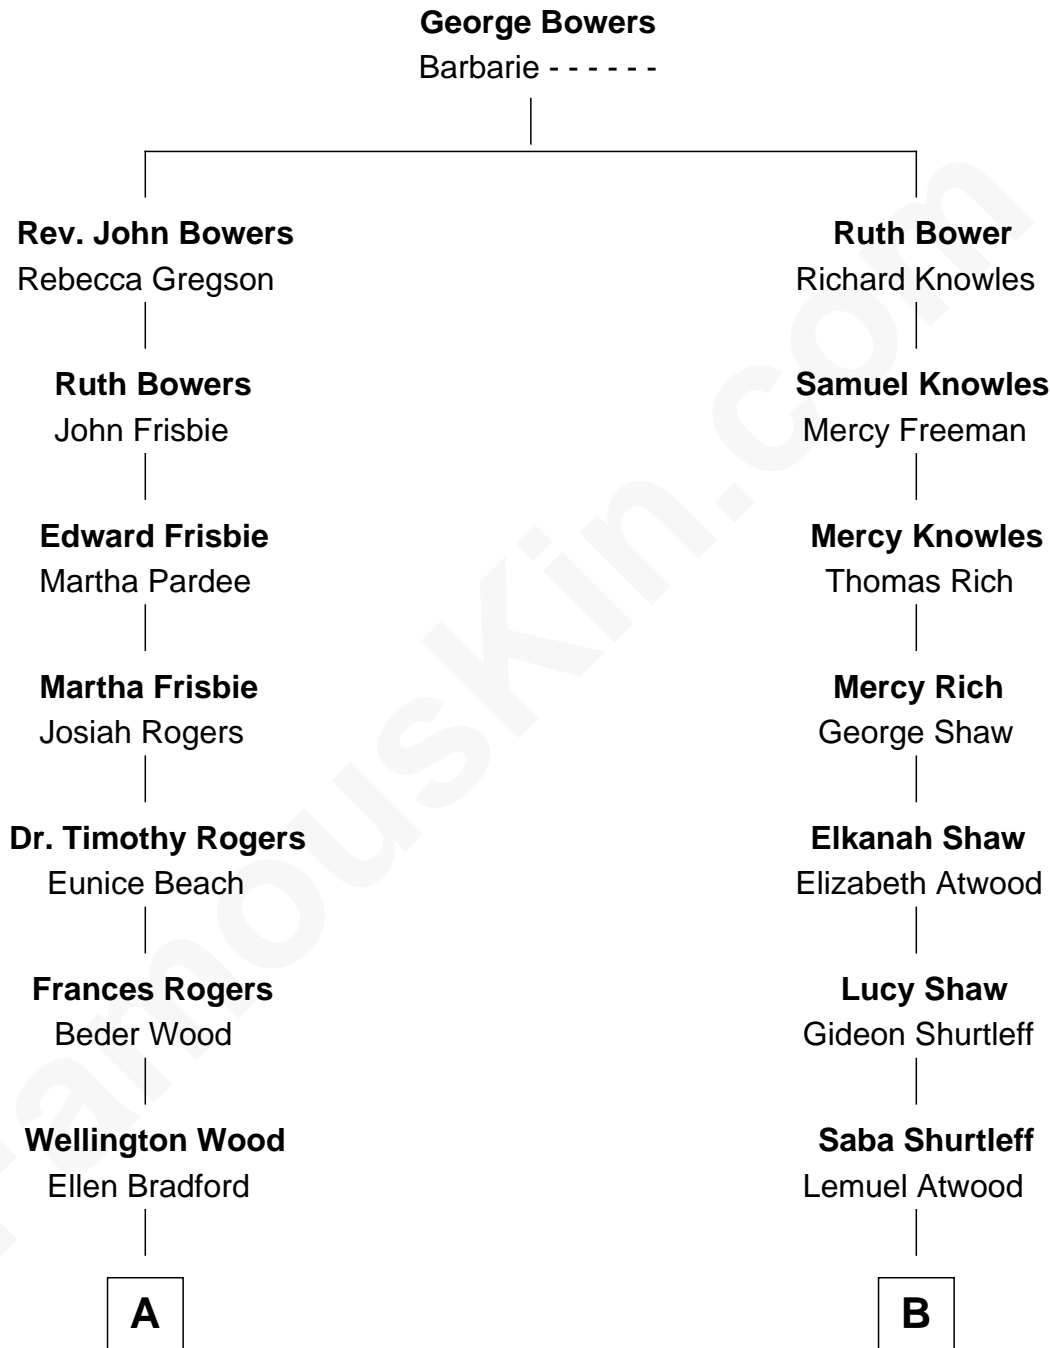 George Bowers
Barbarie - - - - - -
Rev. John Bowers
Rebecca Gregson
Ruth Bower
Richard Knowles
Ruth Bowers
John Frisbie
Samuel Knowles
Mercy Freeman
Edward Frisbie
Martha Pardee
Mercy Knowles
Thomas Rich
Martha Frisbie
Josiah Rogers
Mercy Rich
George Shaw
Dr. Timothy Rogers
Eunice Beach
Elkanah Shaw
Elizabeth Atwood
Frances Rogers
Beder Wood
Lucy Shaw
Gideon Shurtleff
Wellington Wood
Ellen Bradford
Saba Shurtleff
Lemuel Atwood
A
B
FamousKin.com